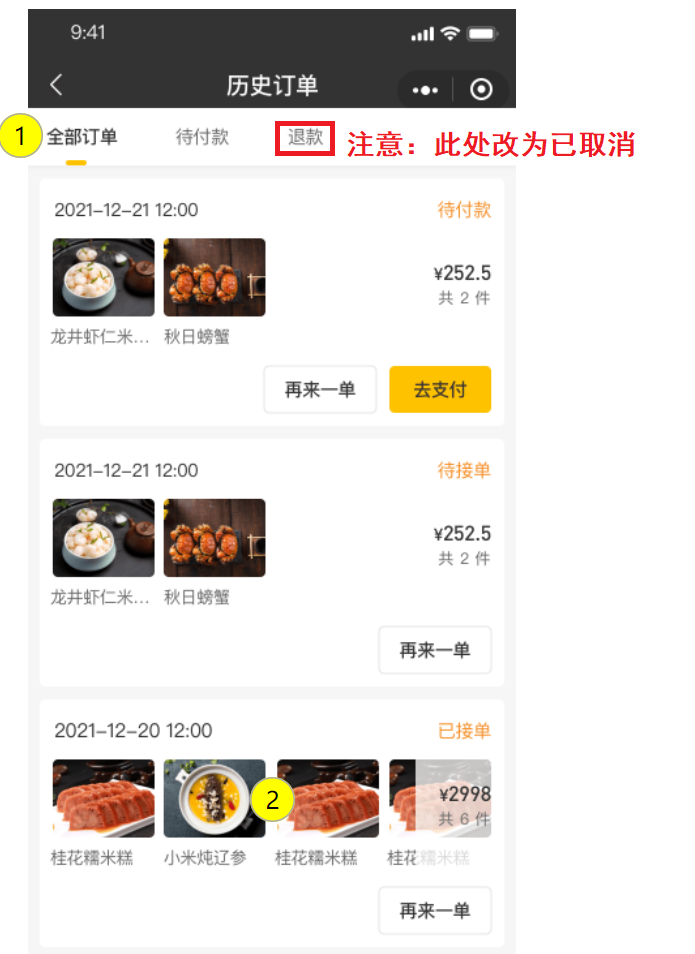 9:41
历史订单
1
全部订单
待付款
退款
注意：此处改为已取消
2021-12-21 12:00
待付款
¥252.5
共 2 件
龙井虾仁米...
秋日螃蟹
再来一单
去支付
2021-12-21 12:00
待接单
¥252.5
共 2 件
龙井虾仁米...
秋日螃蟹
再来一单
2021-12-20 12:00
已接单
2
¥2998
共 6 件
桂花糯米糕
小米炖辽参
桂花糯米糕
桂花糯米糕
再来一单